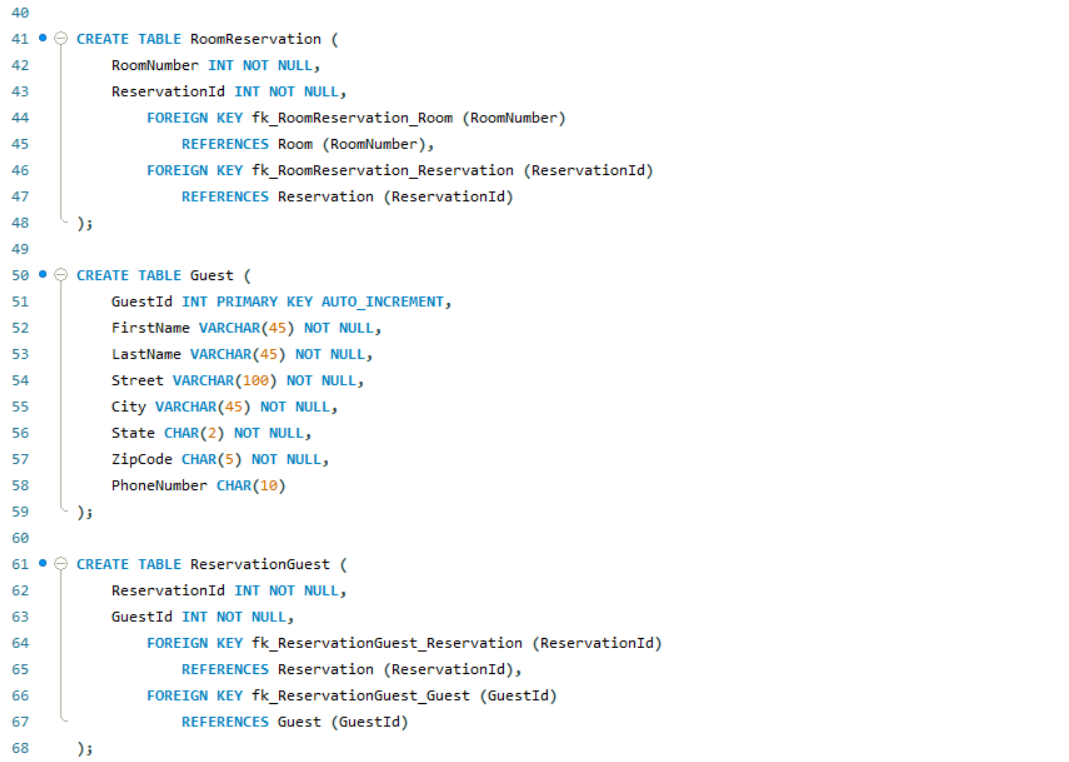 40
41 CREATE TABLE RoomReservation (
42 RoomNumber INT NOT NULL,
43 ReservationId INT NOT NULL,
44 FOREIGN KEY fk_RoomReservation_Room (RoomNumber)
45 REFERENCES Room (RoomNumber),
46 FOREIGN KEY fk_RoomReservation_Reservation (ReservationId)
47 REFERENCES Reservation (ReservationId)
48 );
49
50 CREATE TABLE Guest (
51 GuestId INT PRIMARY KEY AUTO_INCREMENT,
52 FirstName VARCHAR(45) NOT NULL,
53 LastName VARCHAR(45) NOT NULL,
54 Street VARCHAR(100) NOT NULL,
55 City VARCHAR(45) NOT NULL,
56 State CHAR(2) NOT NULL,
57 ZipCode CHAR(5) NOT NULL,
58 PhoneNumber CHAR(10)
59 );
60
61 CREATE TABLE ReservationGuest (
62 ReservationId INT NOT NULL,
63 GuestId INT NOT NULL,
64 FOREIGN KEY fk_ReservationGuest_Reservation (ReservationId)
65 REFERENCES Reservation (ReservationId),
66 FOREIGN KEY fk_ReservationGuest_Guest (GuestId)
67 REFERENCES Guest (GuestId)
68 );